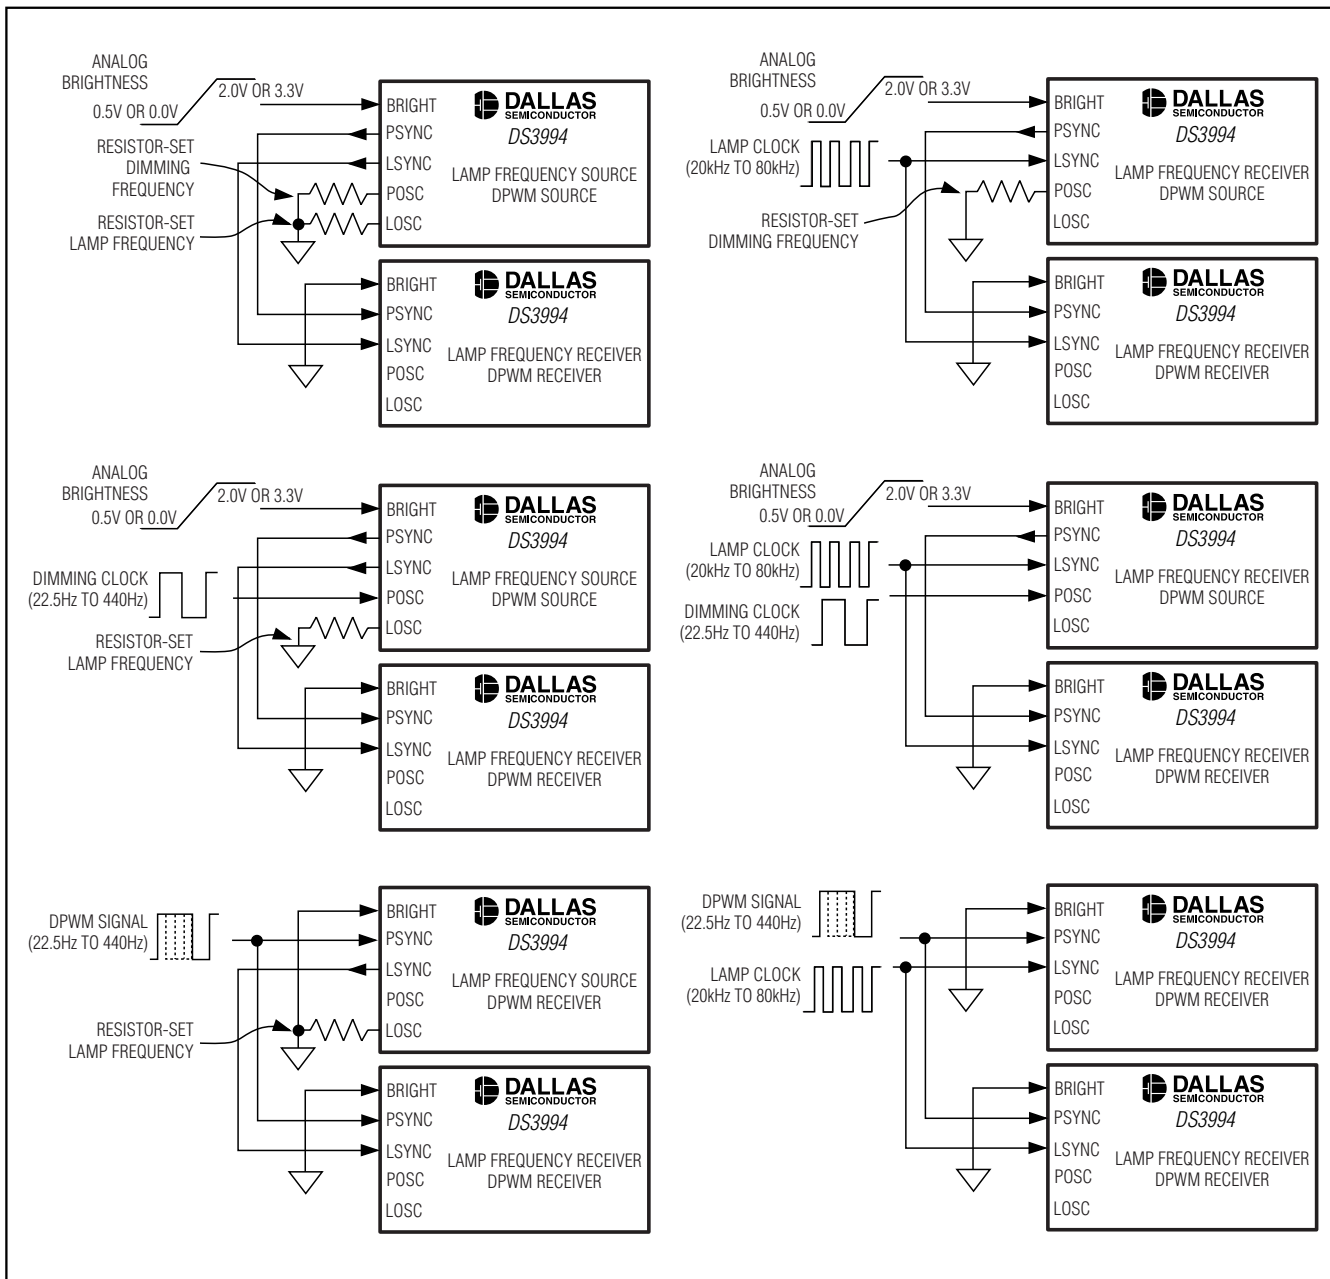 ANALOG
BRIGHTNESS
0.5V OR 0.0V
2.0V OR 3.3V
RESISTOR-SET
DIMMING
FREQUENCY
RESISTOR-SET
LAMP FREQUENCY
BRIGHT
PSYNC
LSYNC
POSC
LOSC
DALLAS
SEMICONDUCTOR
DS3994
LAMP FREQUENCY SOURCE
DPWM SOURCE
BRIGHT
PSYNC
LSYNC
POSC
LOSC
DALLAS
SEMICONDUCTOR
DS3994
LAMP FREQUENCY RECEIVER
DPWM RECEIVER
ANALOG
BRIGHTNESS
0.5V OR 0.0V
2.0V OR 3.3V
LAMP CLOCK
(20kHz TO 80kHz)
RESISTOR-SET
DIMMING FREQUENCY
BRIGHT
PSYNC
LSYNC
POSC
LOSC
DALLAS
SEMICONDUCTOR
DS3994
LAMP FREQUENCY RECEIVER
DPWM SOURCE
BRIGHT
PSYNC
LSYNC
POSC
LOSC
DALLAS
SEMICONDUCTOR
DS3994
LAMP FREQUENCY RECEIVER
DPWM RECEIVER
ANALOG
BRIGHTNESS
0.5V OR 0.0V
2.0V OR 3.3V
DIMMING CLOCK
(22.5Hz TO 440Hz)
RESISTOR-SET
LAMP FREQUENCY
BRIGHT
PSYNC
LSYNC
POSC
LOSC
DALLAS
SEMICONDUCTOR
DS3994
LAMP FREQUENCY SOURCE
DPWM SOURCE
BRIGHT
PSYNC
LSYNC
POSC
LOSC
DALLAS
SEMICONDUCTOR
DS3994
LAMP FREQUENCY RECEIVER
DPWM RECEIVER
ANALOG
BRIGHTNESS
0.5V OR 0.0V
2.0V OR 3.3V
LAMP CLOCK
(20kHz TO 80kHz)
DIMMING CLOCK
(22.5Hz TO 440Hz)
BRIGHT
PSYNC
LSYNC
POSC
LOSC
DALLAS
SEMICONDUCTOR
DS3994
LAMP FREQUENCY RECEIVER
DPWM SOURCE
BRIGHT
PSYNC
LSYNC
POSC
LOSC
DALLAS
SEMICONDUCTOR
DS3994
LAMP FREQUENCY RECEIVER
DPWM RECEIVER
DPWM SIGNAL
(22.5Hz TO 440Hz)
RESISTOR-SET
LAMP FREQUENCY
BRIGHT
PSYNC
LSYNC
POSC
LOSC
DALLAS
SEMICONDUCTOR
DS3994
LAMP FREQUENCY SOURCE
DPWM RECEIVER
BRIGHT
PSYNC
LSYNC
POSC
LOSC
DALLAS
SEMICONDUCTOR
DS3994
LAMP FREQUENCY RECEIVER
DPWM RECEIVER
DPWM SIGNAL
(22.5Hz TO 440Hz)
LAMP CLOCK
(20kHz TO 80kHz)
BRIGHT
PSYNC
LSYNC
POSC
LOSC
DALLAS
SEMICONDUCTOR
DS3994
LAMP FREQUENCY RECEIVER
DPWM RECEIVER
BRIGHT
PSYNC
LSYNC
POSC
LOSC
DALLAS
SEMICONDUCTOR
DS3994
LAMP FREQUENCY RECEIVER
DPWM RECEIVER